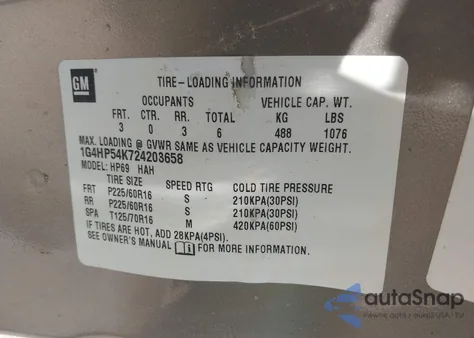 GM
TIRE-LOADING INFORMATION
OCCUPANTS VEHICLE CAP. WT.
FRT. CTR. RR. TOTAL KG LBS
3 0 3 6 488 1076
MAX. LOADING @ GVWR SAME AS VEHICLE CAPACITY WEIGHT.
1G4HP54K724203658
MODEL: HP69 HAH
TIRE SIZE SPEED RTG COLD TIRE PRESSURE
FRT P225/60R16 S 210KPA(30PSI)
RR P225/60R16 S 210KPA(30PSI)
SPA T125/70R16 M 420KPA(60PSI)
IF TIRES ARE HOT, ADD 28KPA(4PSI).
SEE OWNER'S MANUAL i FOR MORE INFORMATION.
autoSnap